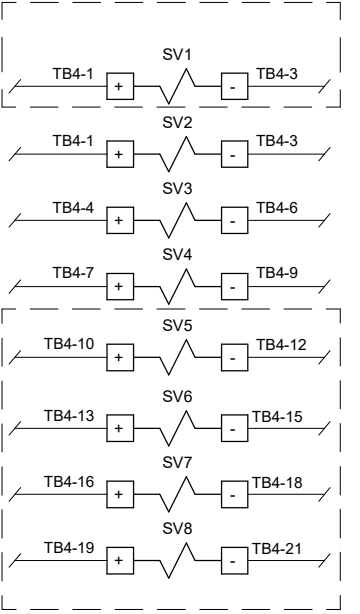 SV1
TB4-1 + - TB4-3
SV2
TB4-1 + - TB4-3
SV3
TB4-4 + - TB4-6
SV4
TB4-7 + - TB4-9
SV5
TB4-10 + - TB4-12
SV6
TB4-13 + - TB4-15
SV7
TB4-16 + - TB4-18
SV8
TB4-19 + - TB4-21